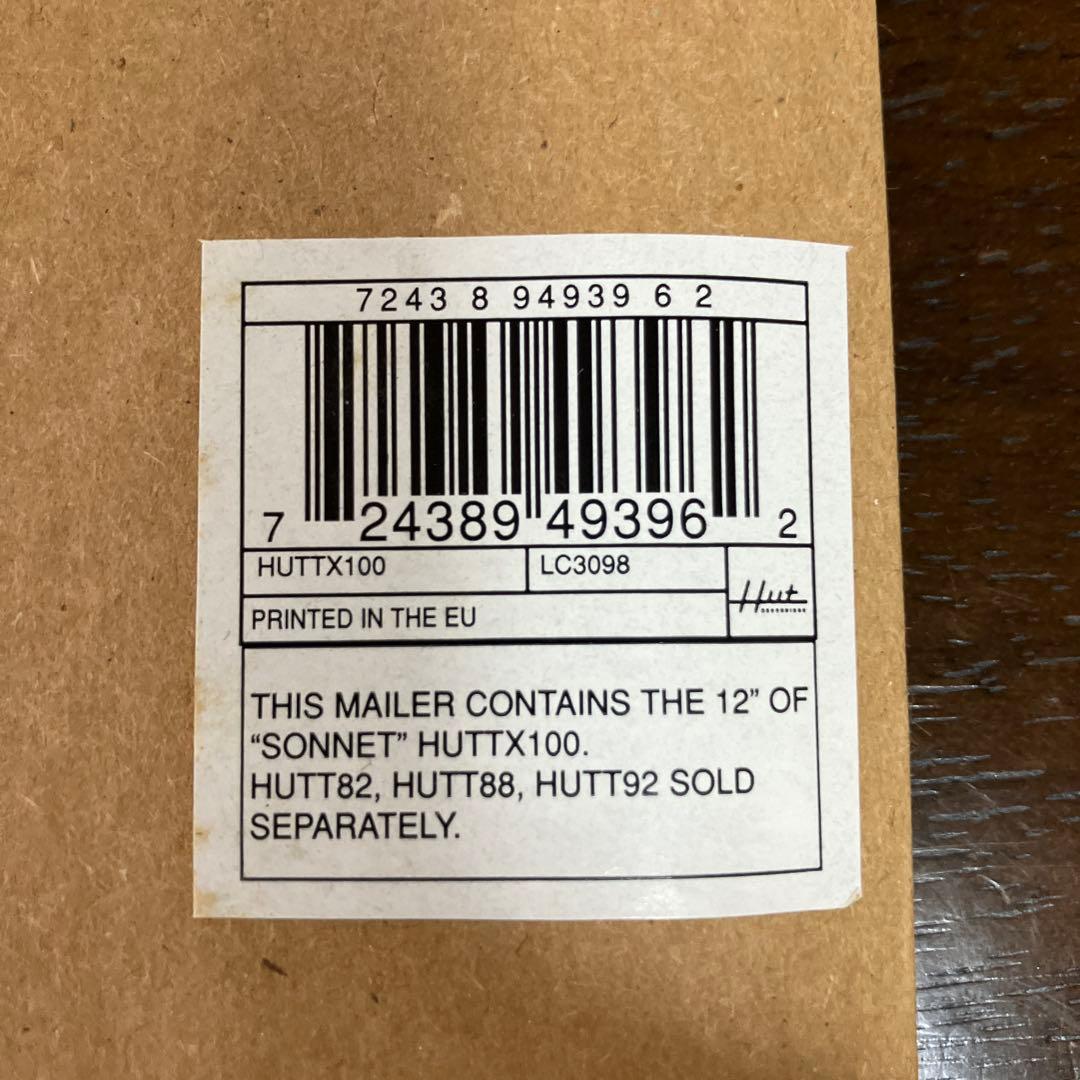 7243 8 94939 6 2
7 24389 49396 2
HUTTX100
LC3098
Hut
PRINTED IN THE EU
THIS MAILER CONTAINS THE 12” OF
“SONNET” HUTTX100.
HUTT82, HUTT88, HUTT92 SOLD
SEPARATELY.